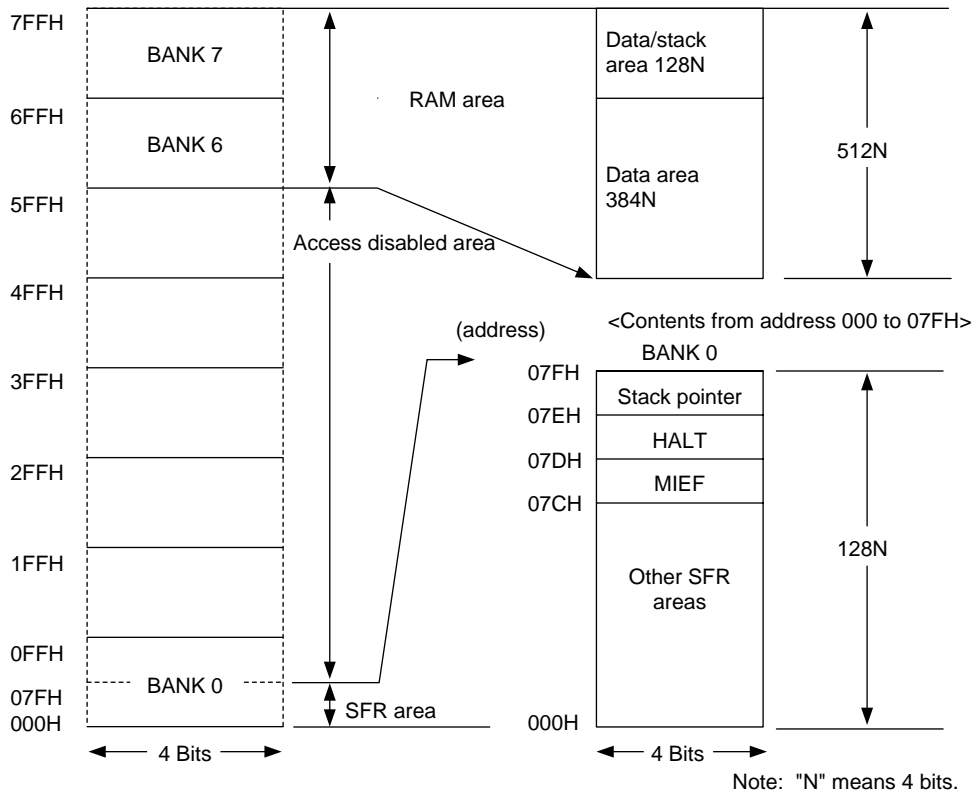 7FFH
BANK 7
6FFH
BANK 6
5FFH
4FFH
3FFH
2FFH
1FFH
0FFH
BANK 0
07FH
000H
4 Bits
RAM area
Access disabled area
SFR area
Data/stack
area 128N
Data area
384N
512N
(address)
<Contents from address 000 to 07FH>
BANK 0
07FH
Stack pointer
07EH
HALT
07DH
MIEF
07CH
Other SFR
areas
128N
000H
4 Bits
Note: "N" means 4 bits.